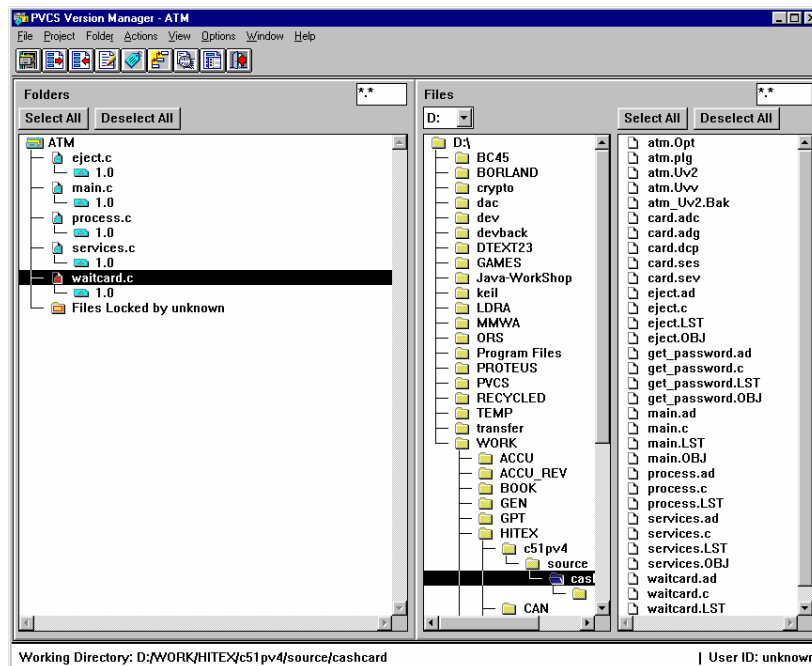 PVCS Version Manager - ATM
File Project Folder Actions View Options Window Help
Folders
*.*
Select All Deselect All
ATM
eject.c
1.0
main.c
1.0
process.c
1.0
services.c
1.0
waitcard.c
1.0
Files Locked by unknown
Files
*.*
D:
Select All Deselect All
D:\
BC45
BORLAND
crypto
dac
dev
devback
DTEXT23
GAMES
Java-WorkShop
keil
LDRA
MMWA
ORS
Program Files
PROTEUS
PVCS
RECYCLED
TEMP
transfer
WORK
ACCU
ACCU_REV
BOOK
GEN
GPT
HITEX
c51pv4
source
cas
CAN
atm.Opt
atm.plg
atm.Uv2
atm.Uvv
atm_Uv2.Bak
card.adc
card.adg
card.dcp
card.ses
card.sev
eject.ad
eject.c
eject.LST
eject.OBJ
get_password.ad
get_password.c
get_password.LST
get_password.OBJ
main.ad
main.c
main.LST
main.OBJ
process.ad
process.c
process.LST
services.ad
services.c
services.LST
services.OBJ
waitcard.ad
waitcard.c
waitcard.LST
Working Directory: D:/WORK/HITEX/c51pv4/source/cashcard
| User ID: unknown